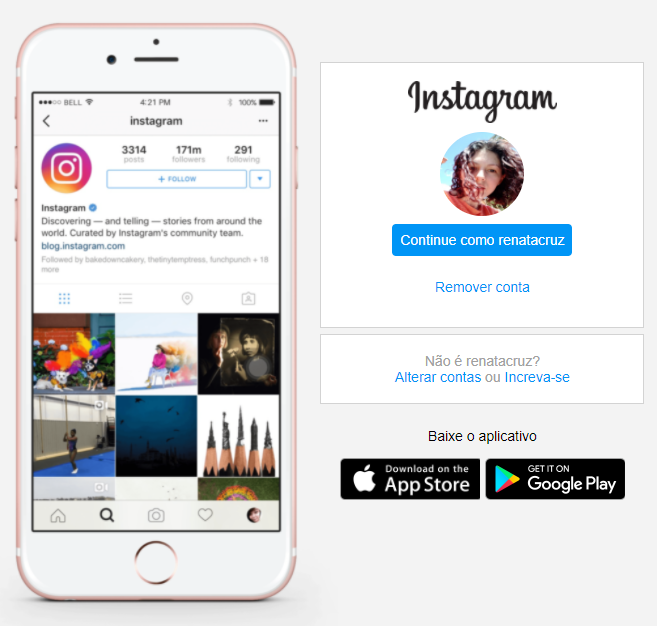 BELL 4:21 PM 100%
instagram
3314 171m 291
posts followers following
+ FOLLOW
Instagram
Discovering — and telling — stories from around the
world. Curated by Instagram's community team.
blog.instagram.com
Followed by bakedowncakery, thetinytemptress, funchpunch + 18
more
Instagram
Continue como renatacruz
Remover conta
Não é renatacruz?
Alterar contas ou Increva-se
Baixe o aplicativo
Download on the
App Store
GET IT ON
Google Play